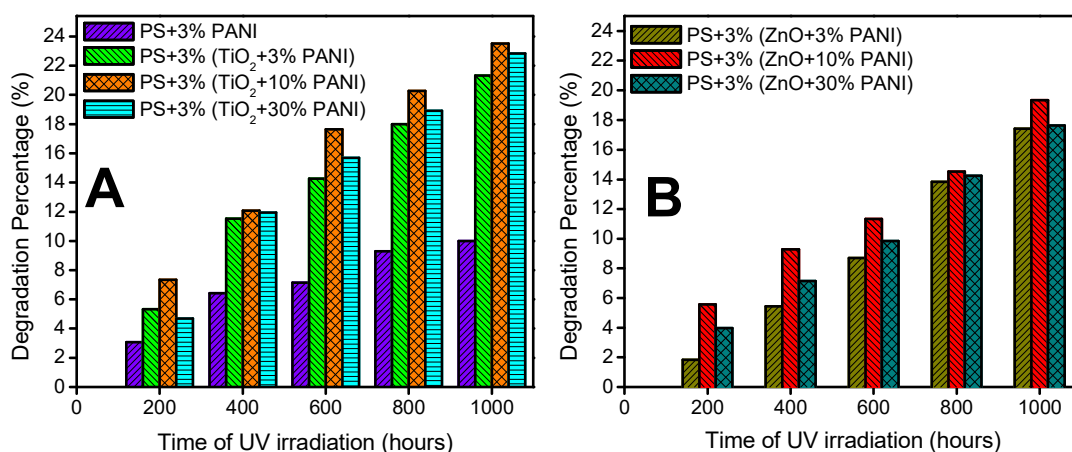 PS+3% PANI
PS+3% (TiO₂+3% PANI)
PS+3% (TiO₂+10% PANI)
PS+3% (TiO₂+30% PANI)
A
Degradation Percentage (%)
24
22
20
18
16
14
12
10
8
6
4
2
0
0 200 400 600 800 1000
Time of UV irradiation (hours)
PS+3% (ZnO+3% PANI)
PS+3% (ZnO+10% PANI)
PS+3% (ZnO+30% PANI)
B
Degradation Percentage (%)
24
22
20
18
16
14
12
10
8
6
4
2
0
0 200 400 600 800 1000
Time of UV irradiation (hours)